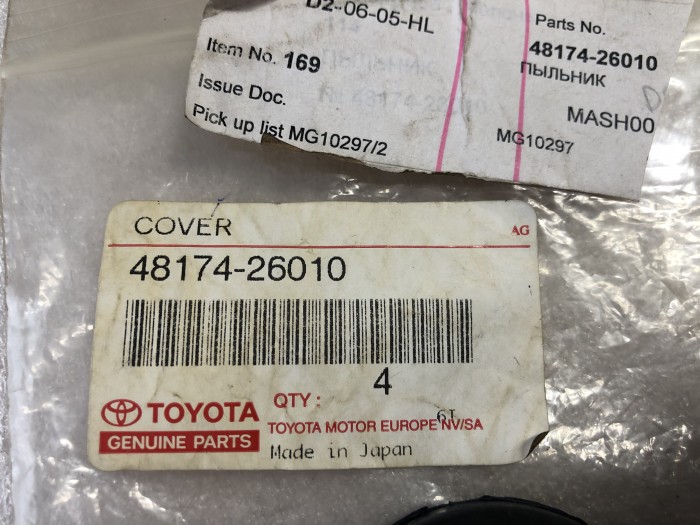 D2-06-05-HL
Item No. 169
Issue Doc.
Pick up list MG10297/2
Parts No.
48174-26010
ПЫЛЬНИК
MASH00
MG10297
COVER
AG
48174-26010
4
QTY :
6T
TOYOTA
GENUINE PARTS
TOYOTA MOTOR EUROPE NV/SA
Made in Japan